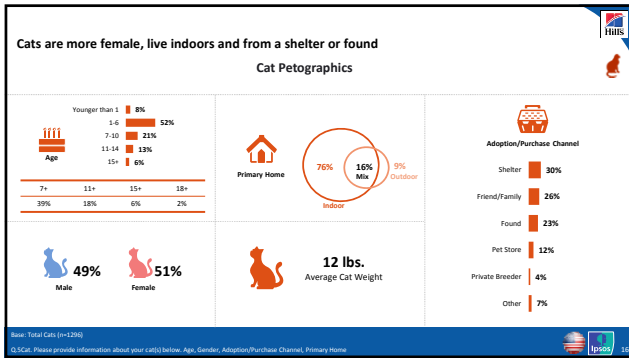 Hill's
Cats are more female, live indoors and from a shelter or found
Cat Petographics
Age
Younger than 1 8%
1-6 52%
7-10 21%
11-14 13%
15+ 6%
7+ 11+ 15+ 18+
39% 18% 6% 2%
Primary Home
76%
16%
Mix
9%
Outdoor
Indoor
Adoption/Purchase Channel
Shelter 30%
Friend/Family 26%
Found 23%
Pet Store 12%
Private Breeder 4%
Other 7%
49%
Male
51%
Female
12 lbs.
Average Cat Weight
Base: Total Cats (n=1296)
Q.5Cat. Please provide information about your cat(s) below. Age, Gender, Adoption/Purchase Channel, Primary Home
Ipsos
16